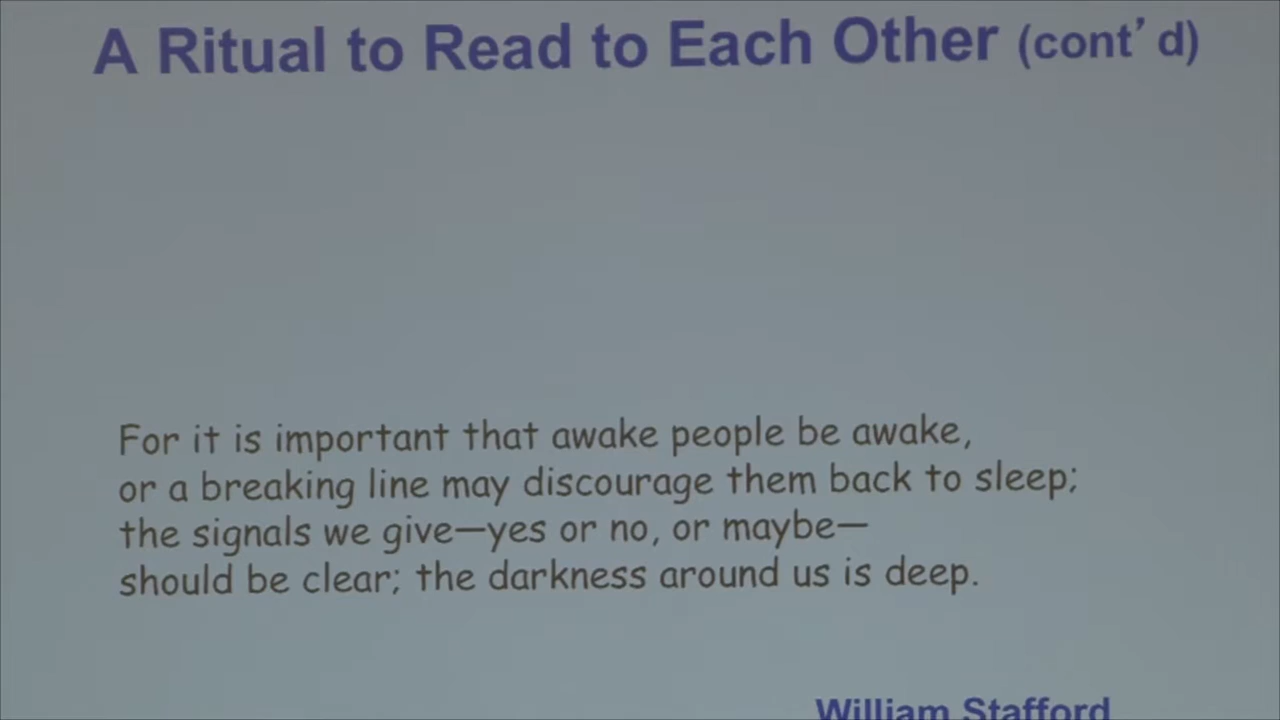 A Ritual to Read to Each Other (cont’d)
For it is important that awake people be awake,
or a breaking line may discourage them back to sleep;
the signals we give—yes or no, or maybe—
should be clear; the darkness around us is deep.
William Stafford